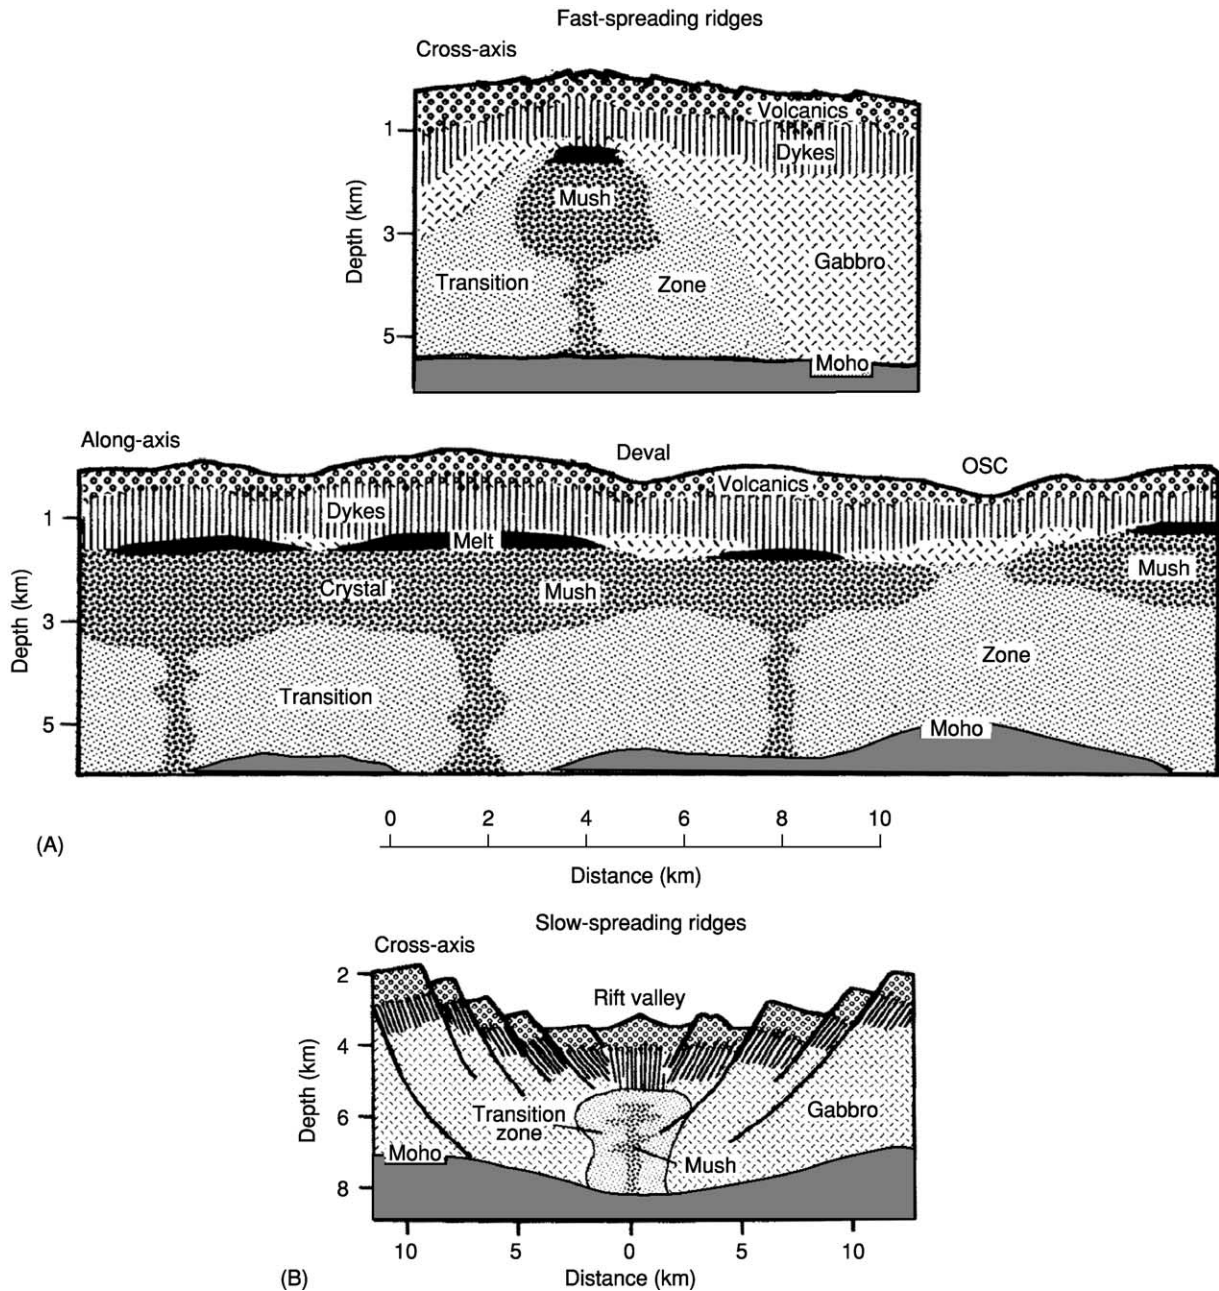 Fast-spreading ridges
Cross-axis
Volcanics
1
Dykes
Mush
Depth (km)
3
Gabbro
Transition
Zone
5
Moho
Along-axis
Deval
OSC
Volcanics
Dykes
1
Melt
Mush
Crystal
Mush
Depth (km)
3
Zone
Transition
5
Moho
0 2 4 6 8 10
(A)
Distance (km)
Slow-spreading ridges
Cross-axis
2
Rift valley
4
Depth (km)
Transition
zone
Gabbro
6
Moho
Mush
8
10 5 0 5 10
(B)
Distance (km)